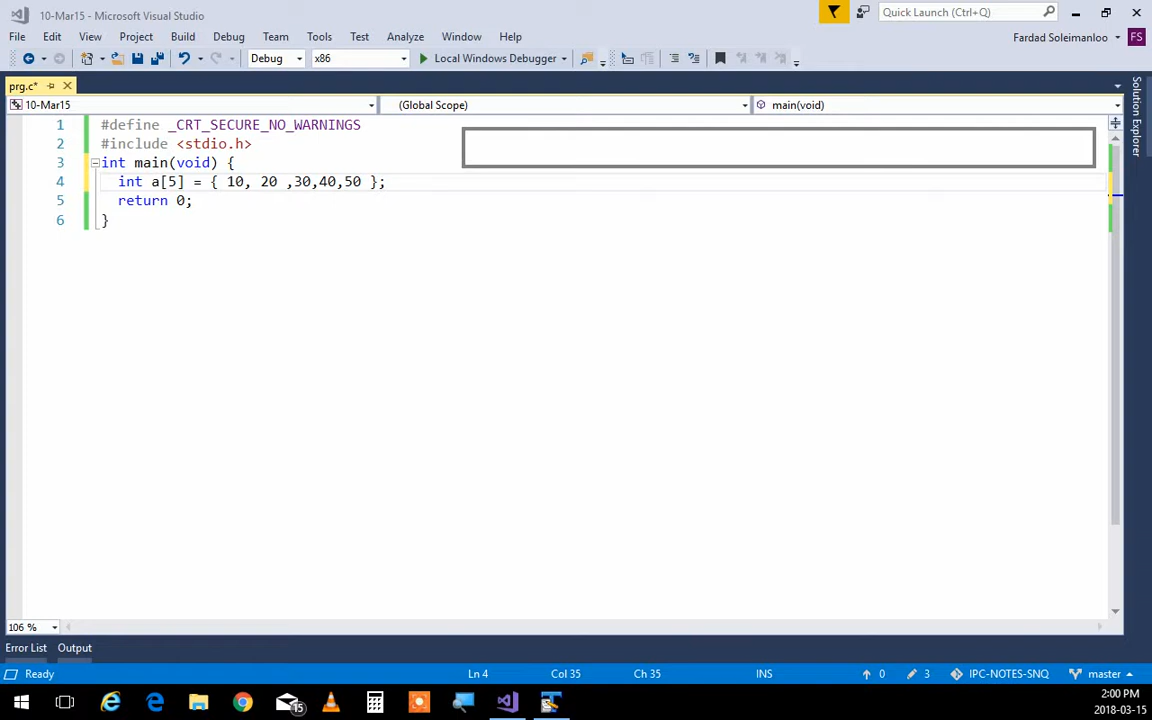 10-Mar15 - Microsoft Visual Studio
Quick Launch (Ctrl+Q)
File Edit View Project Build Debug Team Tools Test Analyze Window Help
Fardad Soleimanloo FS
Debug x86 Local Windows Debugger
prg.c*
10-Mar15 (Global Scope) main(void)
1 #define _CRT_SECURE_NO_WARNINGS
2 #include <stdio.h>
3 int main(void) {
4 int a[5] = { 10, 20 ,30,40,50 };
5 return 0;
6 }
Solution Explorer
106 %
Error List Output
Ready Ln 4 Col 35 Ch 35 INS 0 3 IPC-NOTES-SNQ master
15
2:00 PM
2018-03-15